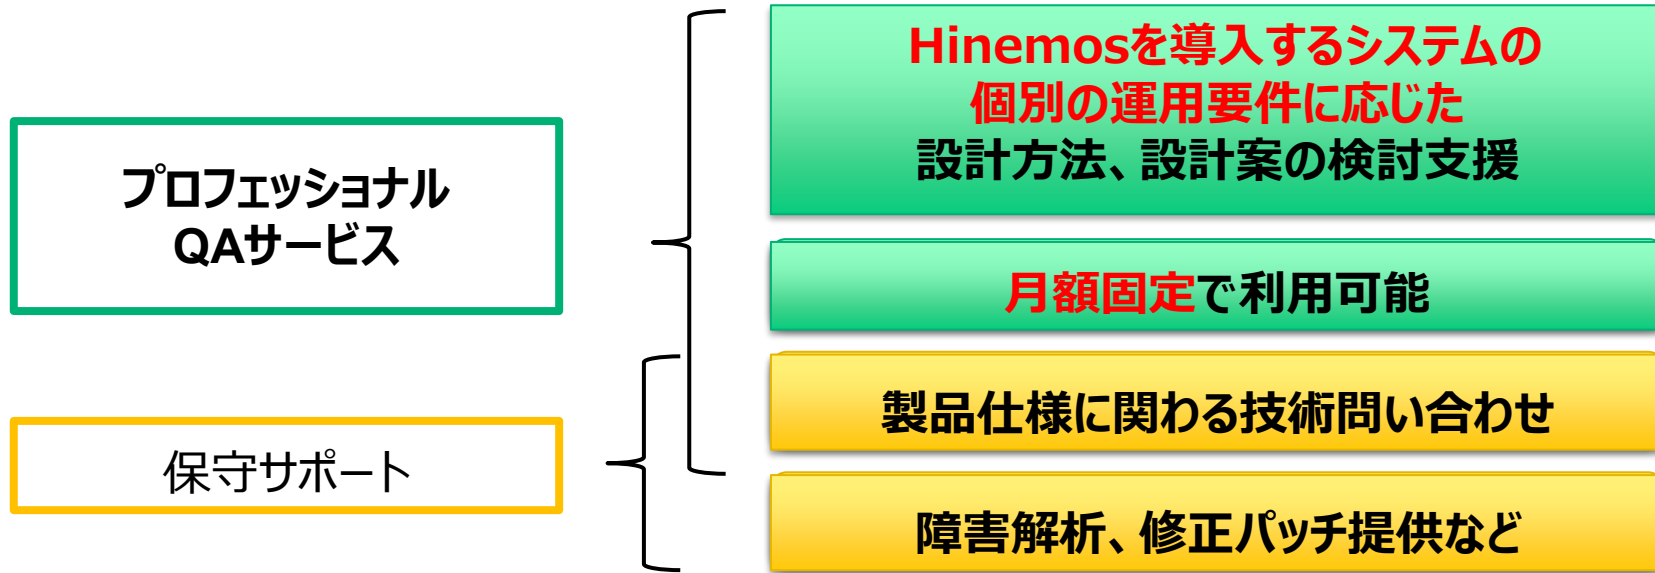 プロフェッショナル
QAサービス
保守サポート
Hinemosを導入するシステムの
個別の運用要件に応じた
設計方法、設計案の検討支援
月額固定で利用可能
製品仕様に関わる技術問い合わせ
障害解析、修正パッチ提供など